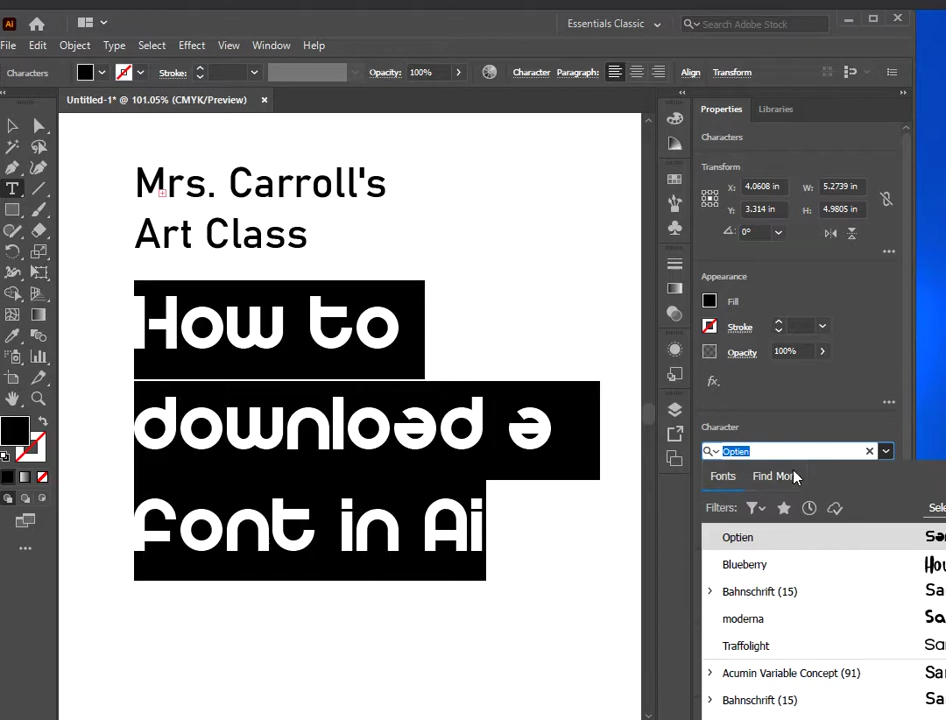 Ai
Essentials Classic
Search Adobe Stock
File Edit Object Type Select Effect View Window Help
Characters Stroke: Opacity: 100% Character Paragraph: Align Transform
Untitled-1* @ 101.05% (CMYK/Preview) ×
Properties Libraries
Characters
Mrs. Carroll's
Art Class
How to
download a
font in Ai
Transform
X: 4.0608 in W: 5.2739 in
Y: 3.314 in H: 4.9805 in
0°
Appearance
Fill
Stroke
Opacity 100%
fx.
Character
Optien
Fonts Find
Filters:
Optien
Blueberry
Bahnschrift (15)
moderna
Traffolight
Acumin Variable Concept (91)
Bahnschrift (15)